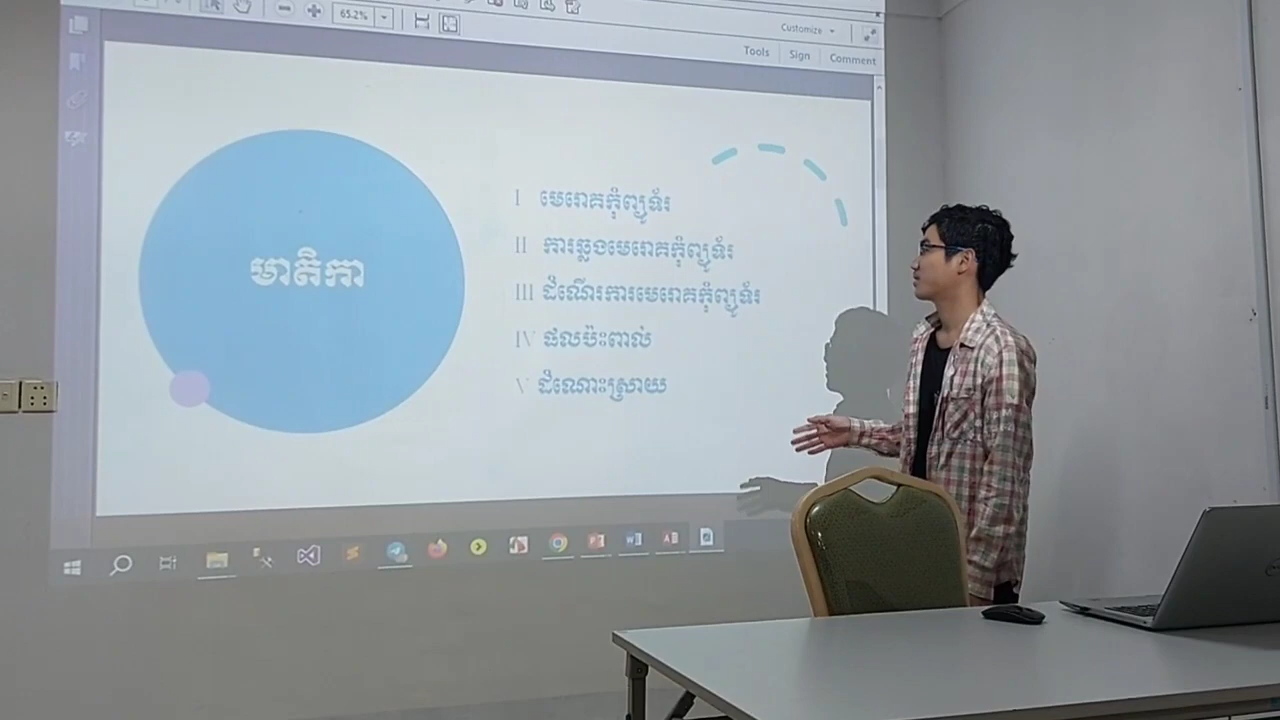 65.2%
Customize
Tools
Sign
Comment
មាតិកា
I មេរោគកុំព្យូទ័រ
II ការឆ្លងមេរោគកុំព្យូទ័រ
III ដំណើរការមេរោគកុំព្យូទ័រ
IV ផលប៉ះពាល់
V ដំណោះស្រាយ